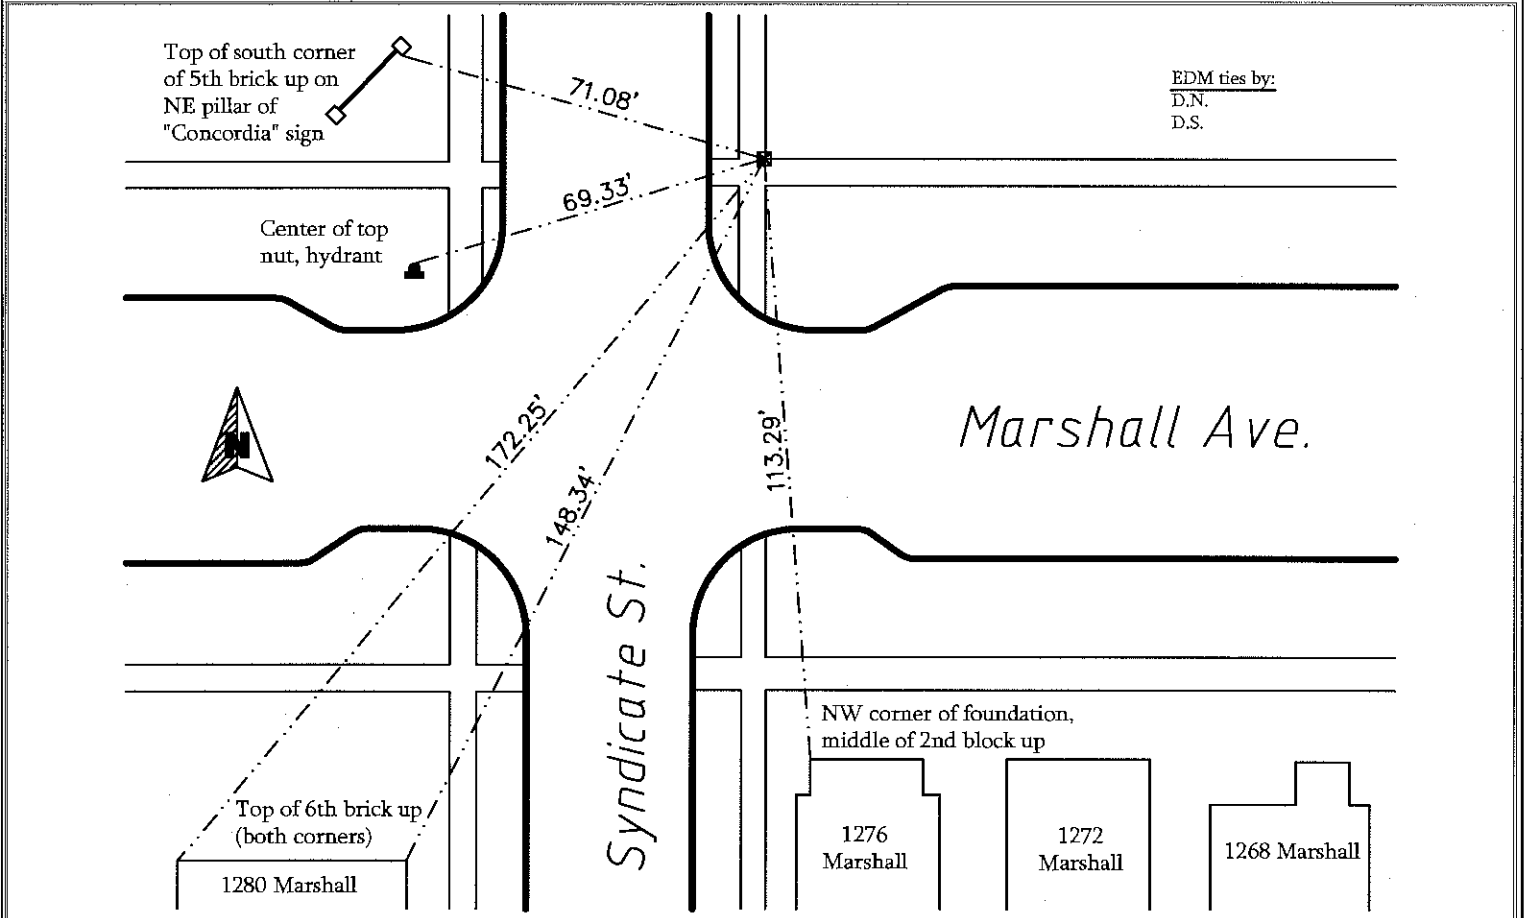 Top of south corner
of 5th brick up on
NE pillar of
"Concordia" sign
71.08'
EDM ties by:
D.N.
D.S.
69.33'
Center of top
nut, hydrant
N
172.25'
148.34'
113.29'
Marshall Ave.
Syndicate St.
NW corner of foundation,
middle of 2nd block up
Top of 6th brick up
(both corners)
1280 Marshall
1276
Marshall
1272
Marshall
1268 Marshall